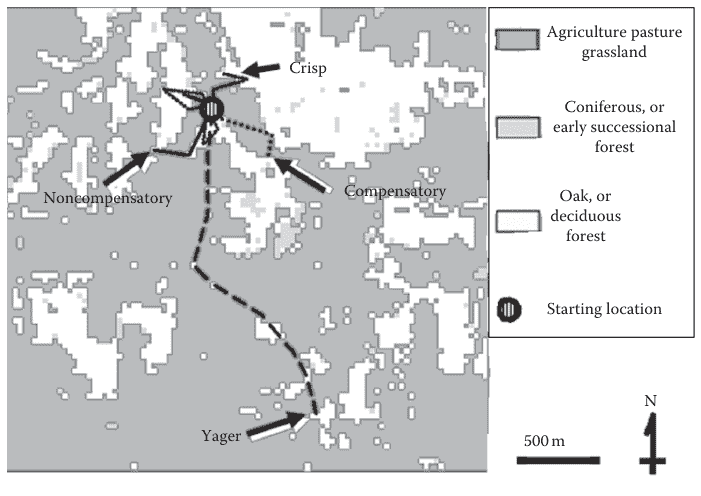 Crisp
Noncompensatory
Compensatory
Yager
Agriculture pasture
grassland
Coniferous, or
early successional
forest
Oak, or
deciduous
forest
Starting location
500 m
N